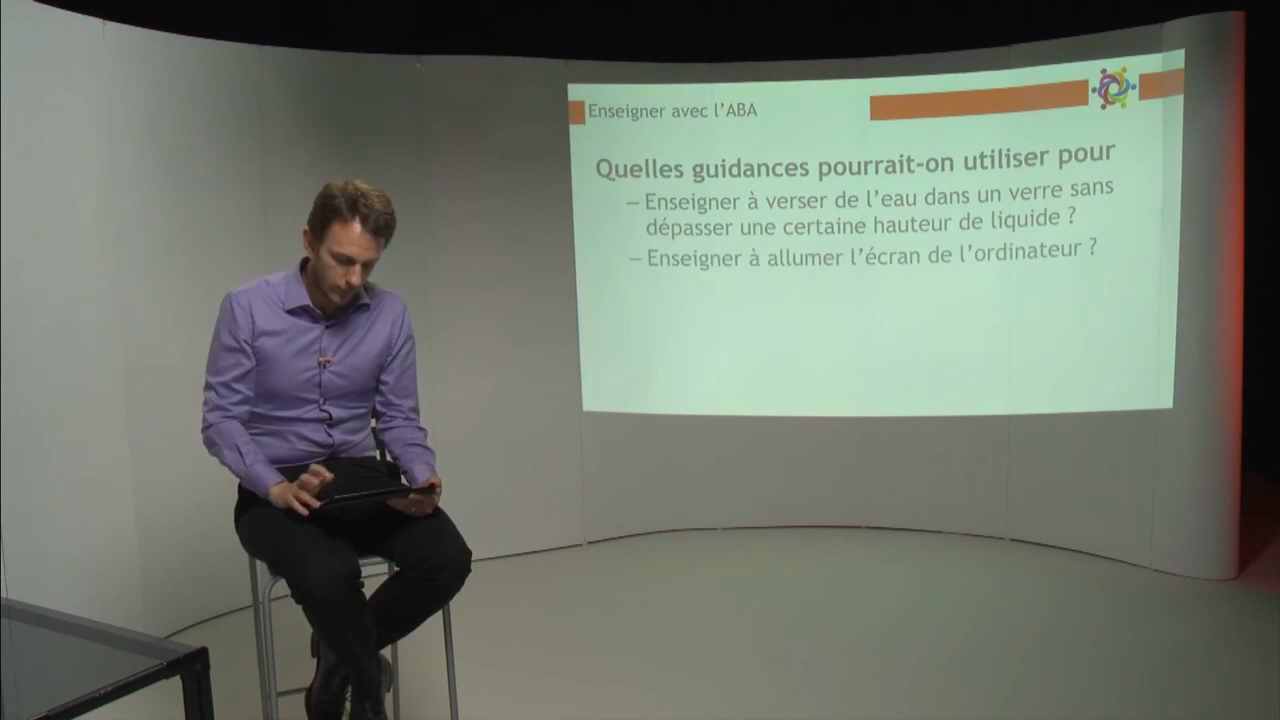 Enseigner avec l'ABA
Quelles guidances pourrait-on utiliser pour
– Enseigner à verser de l'eau dans un verre sans
dépasser une certaine hauteur de liquide ?
– Enseigner à allumer l'écran de l'ordinateur ?